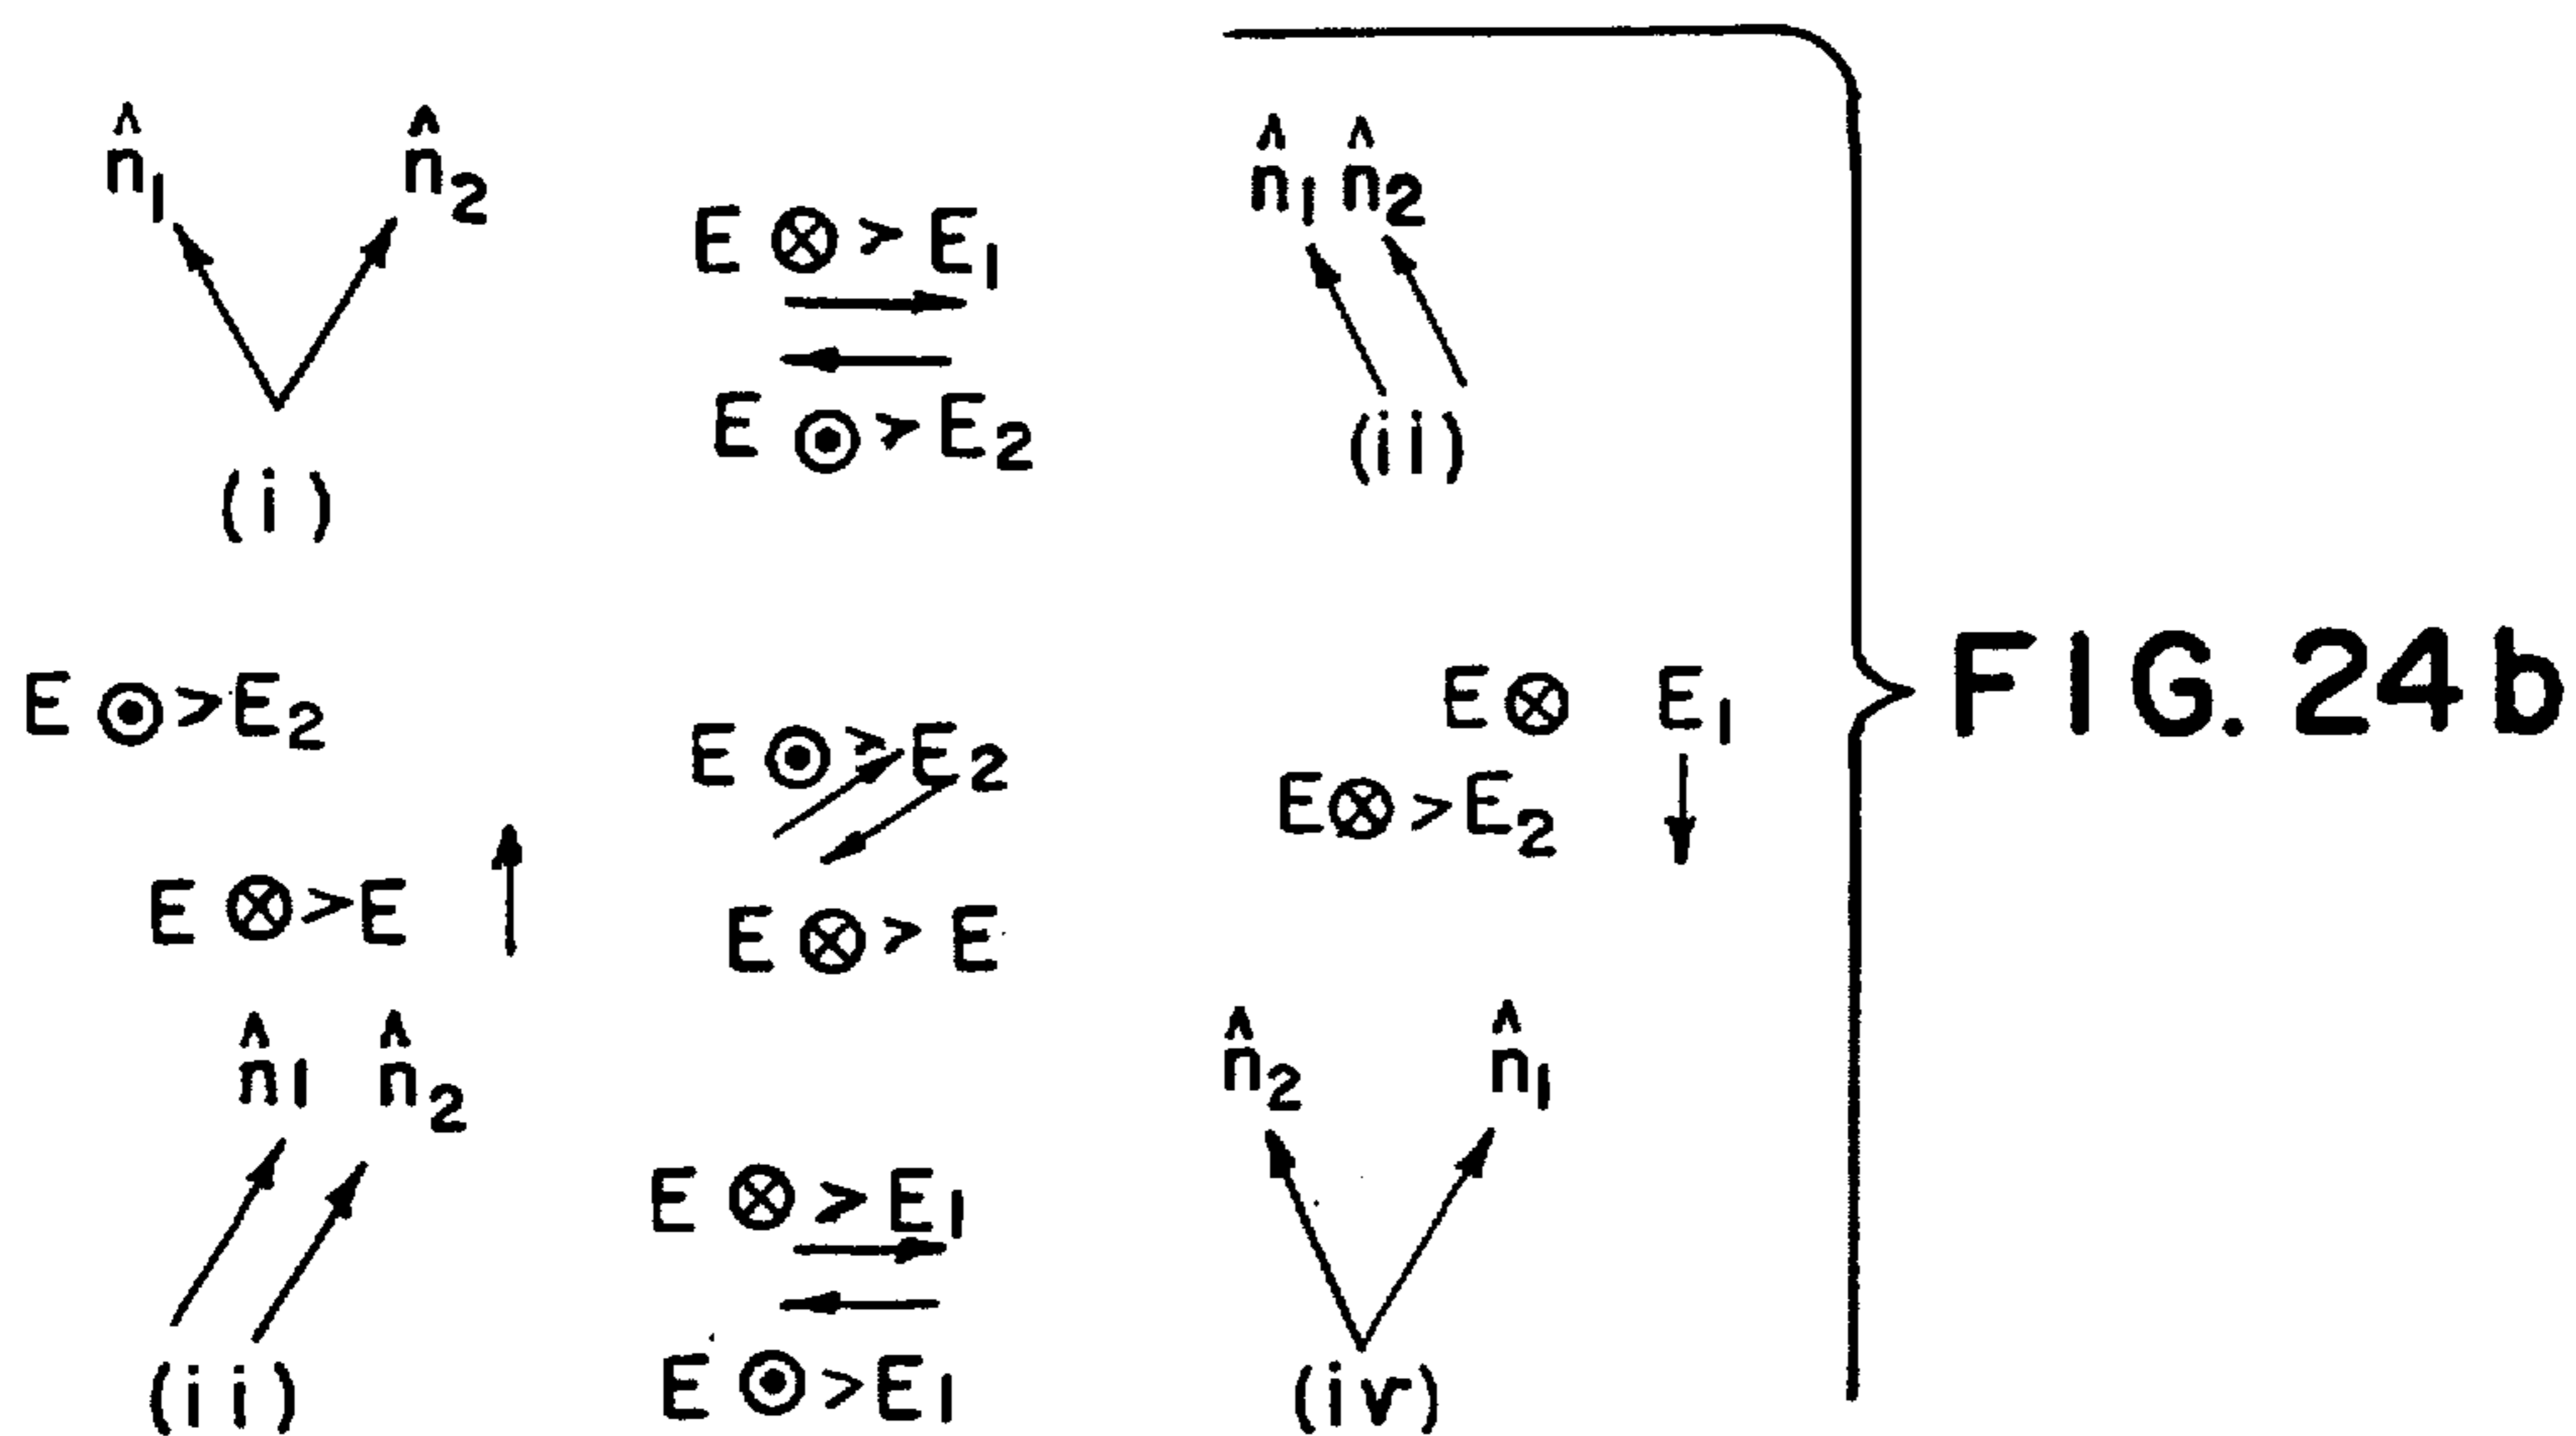 n̂1 n̂2
E ⊗ > E1
E ⊙ > E2
(i)
n̂1 n̂2
(ii)
E ⊙ > E2
E ⊗ > E
E ⊙ > E2
E ⊗ > E
E ⊗ E1
E ⊗ > E2
n̂1 n̂2
(ii)
E ⊗ > E1
E ⊙ > E1
n̂2 n̂1
(iv)
FIG. 24b